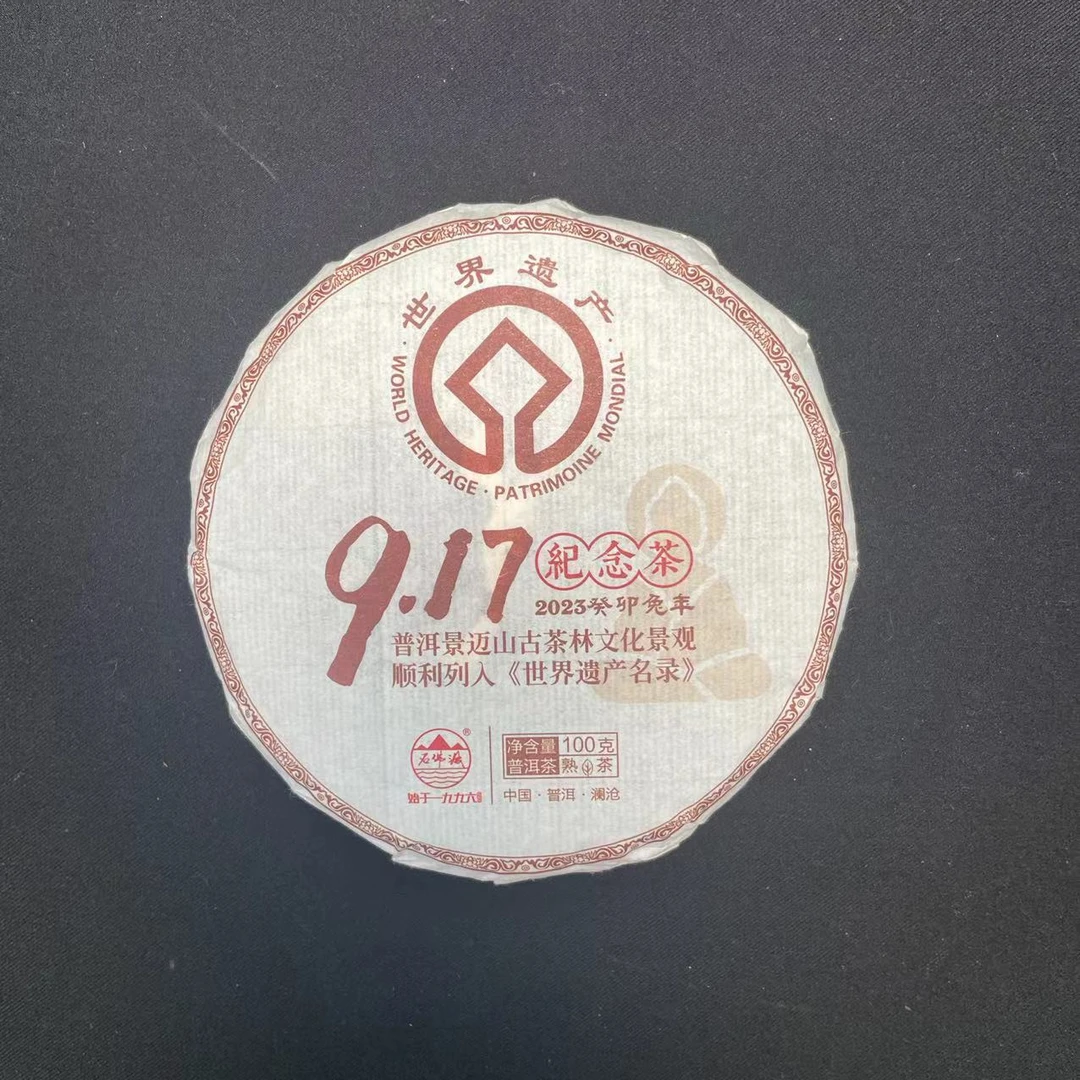 世界遗产
· WORLD HERITAGE · PATRIMOINE MONDIAL ·
9.17
紀念茶
2023癸卯兔年
普洱景迈山古茶林文化景观
顺利列入《世界遗产名录》
石佛源®
始于一九九六
净含量 100克
普洱茶 熟茶
中国·普洱·澜沧